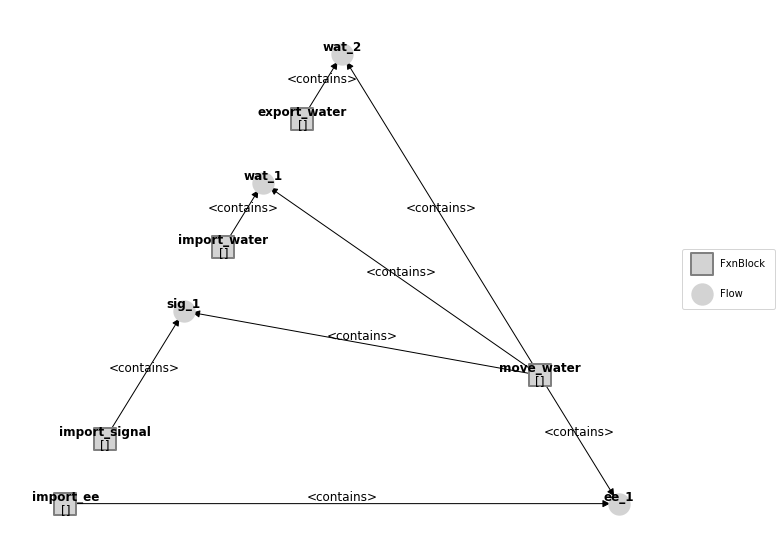 wat_2
<contains>
export_water
[]
wat_1
<contains>
<contains>
import_water
[]
<contains>
FxnBlock
Flow
sig_1
<contains>
<contains>
move_water
[]
import_signal
[]
<contains>
import_ee
[]
<contains>
ee_1